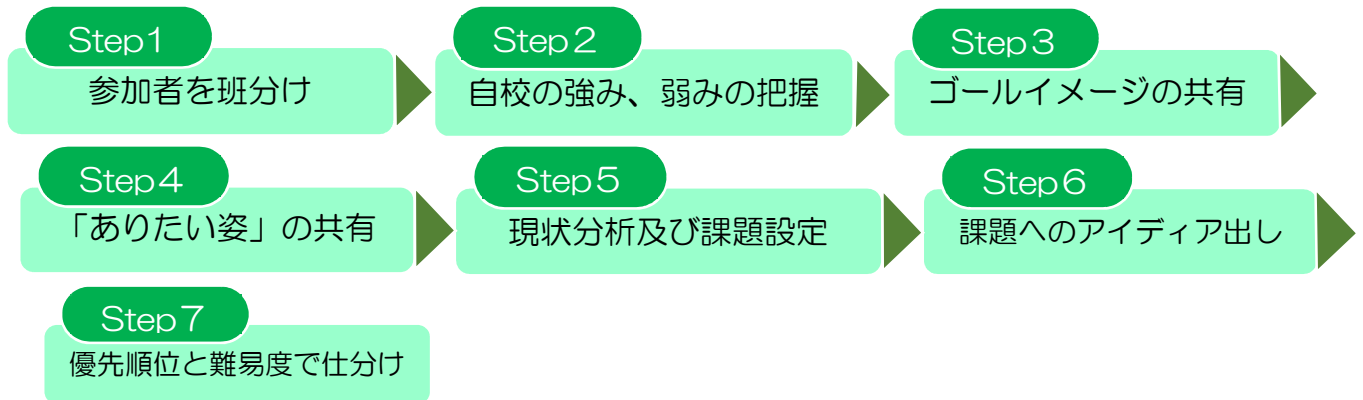 Step1
参加者を班分け
Step２
自校の強み、弱みの把握
Step３
ゴールイメージの共有
Step４
「ありたい姿」の共有
Step５
現状分析及び課題設定
Step６
課題へのアイディア出し
Step７
優先順位と難易度で仕分け